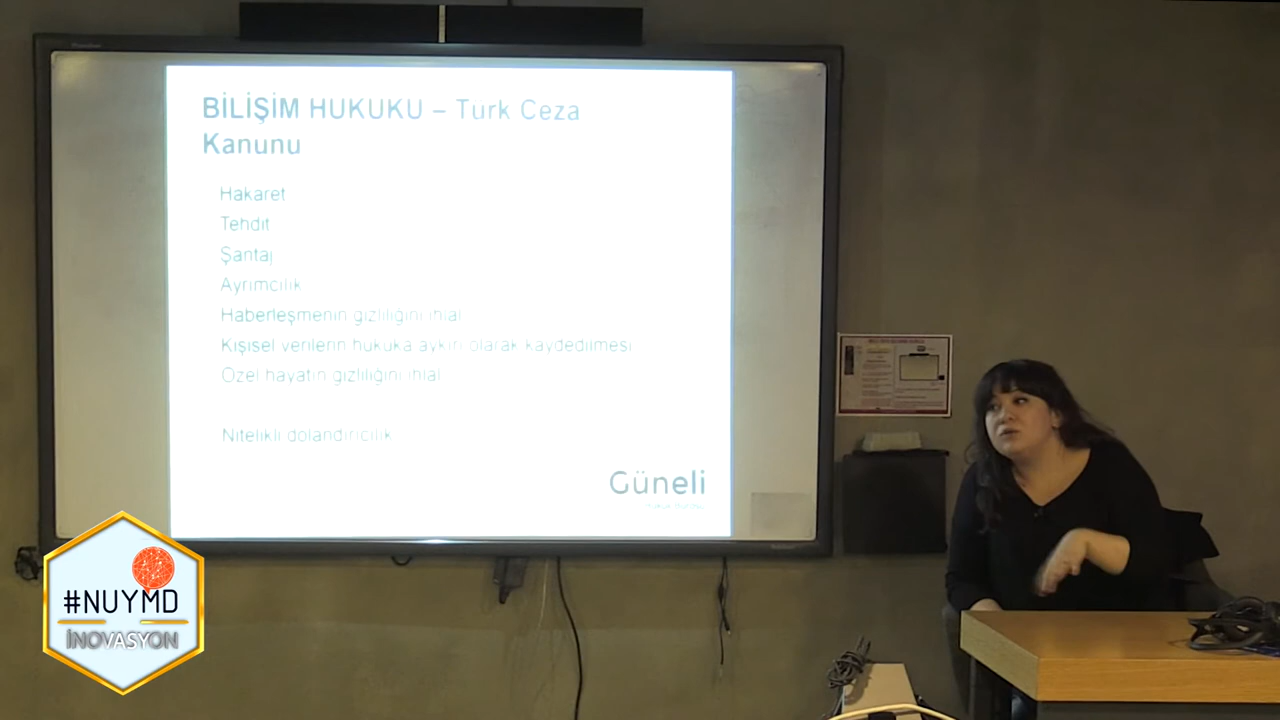 BİLİŞİM HUKUKU – Türk Ceza
Kanunu
Hakaret
Tehdit
Şantaj
Ayrımcılık
Haberleşmenin gizliliğini ihlal
Kişisel verilerin hukuka aykırı olarak kaydedilmesi
Özel hayatın gizliliğini ihlal
Nitelikli dolandırıcılık
Güneli
#NUYMD
İNOVASYON